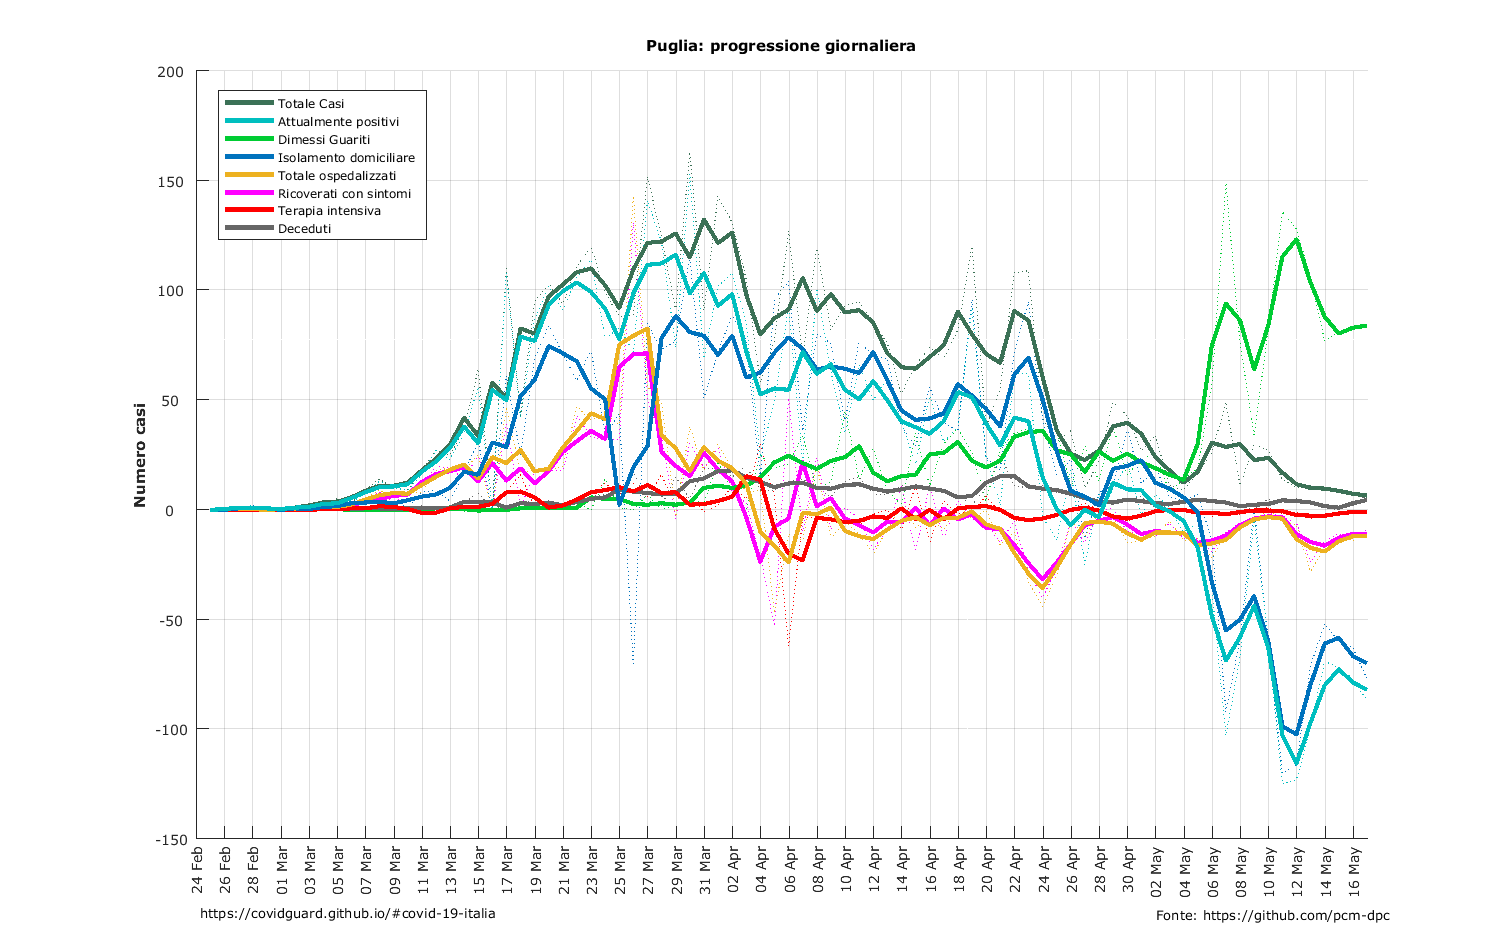 Puglia: progressione giornaliera
200
150
100
50
0
-50
-100
-150
Numero casi
Totale Casi
Attualmente positivi
Dimessi Guariti
Isolamento domiciliare
Totale ospedalizzati
Ricoverati con sintomi
Terapia intensiva
Deceduti
24 Feb
26 Feb
28 Feb
01 Mar
03 Mar
05 Mar
07 Mar
09 Mar
11 Mar
13 Mar
15 Mar
17 Mar
19 Mar
21 Mar
23 Mar
25 Mar
27 Mar
29 Mar
31 Mar
02 Apr
04 Apr
06 Apr
08 Apr
10 Apr
12 Apr
14 Apr
16 Apr
18 Apr
20 Apr
22 Apr
24 Apr
26 Apr
28 Apr
30 Apr
02 May
04 May
06 May
08 May
10 May
12 May
14 May
16 May
https://covidguard.github.io/#covid-19-italia
Fonte: https://github.com/pcm-dpc